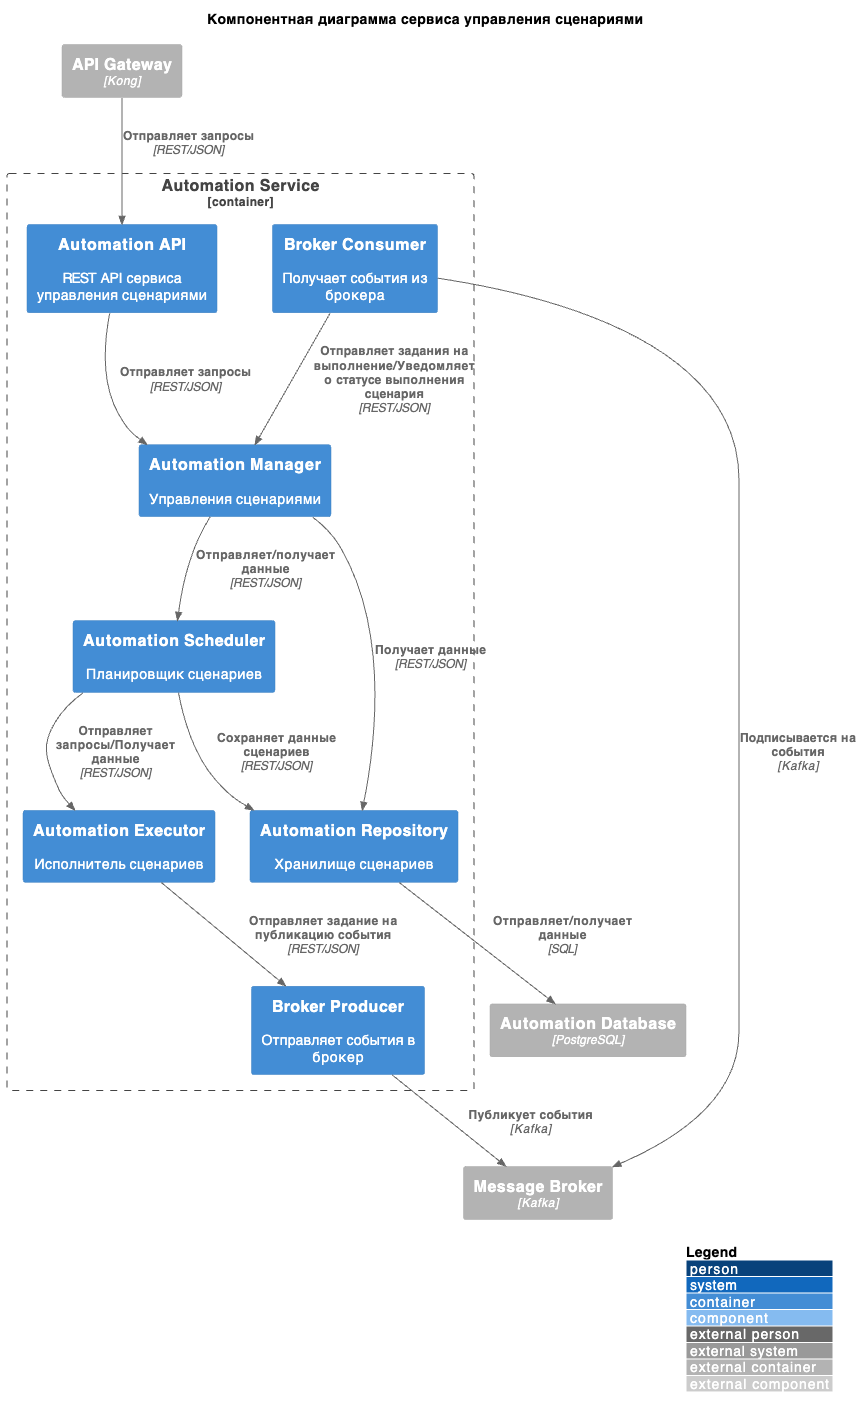 Компонентная диаграмма сервиса управления сценариями
API Gateway
[Kong]
Отправляет запросы
[REST/JSON]
Automation Service
[container]
Automation API
REST API сервиса
управления сценариями
Broker Consumer
Получает события из
брокера
Отправляет запросы
[REST/JSON]
Отправляет задания на
выполнение/Уведомляет
о статусе выполнения
сценария
[REST/JSON]
Automation Manager
Управления сценариями
Отправляет/получает
данные
[REST/JSON]
Automation Scheduler
Планировщик сценариев
Получает данные
[REST/JSON]
Отправляет
запросы/Получает
данные
[REST/JSON]
Сохраняет данные
сценариев
[REST/JSON]
Подписывается на
события
[Kafka]
Automation Executor
Исполнитель сценариев
Automation Repository
Хранилище сценариев
Отправляет задание на
публикацию события
[REST/JSON]
Отправляет/получает
данные
[SQL]
Broker Producer
Отправляет события в
брокер
Automation Database
[PostgreSQL]
Публикует события
[Kafka]
Message Broker
[Kafka]
Legend
person
system
container
component
external person
external system
external container
external component